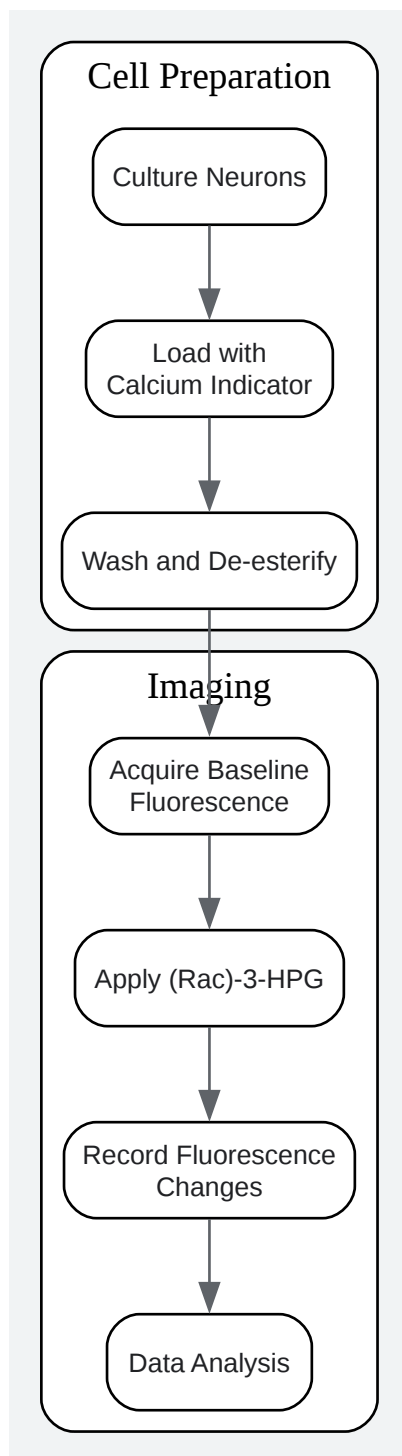 Cell Preparation
Culture Neurons
Load with
Calcium Indicator
Wash and De-esterify
Imaging
Acquire Baseline
Fluorescence
Apply (Rac)-3-HPG
Record Fluorescence
Changes
Data Analysis